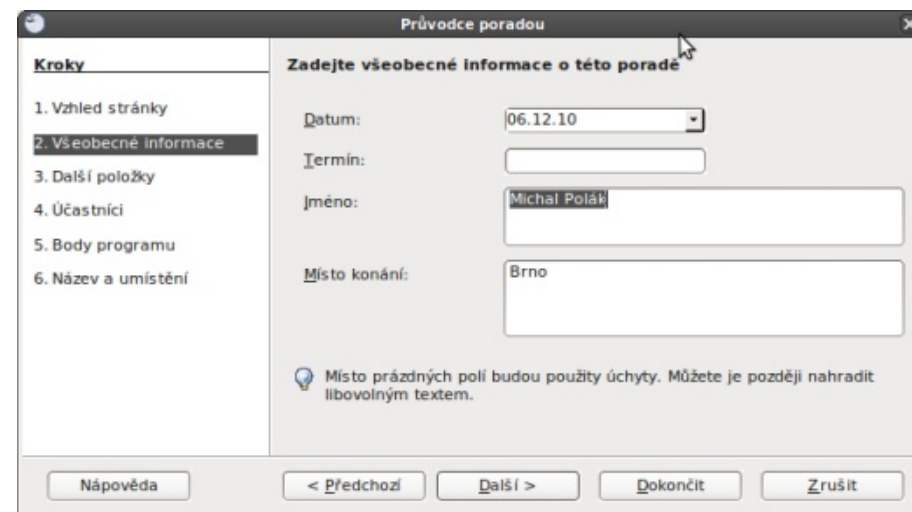 Průvodce poradou
Kroky
1. Vzhled stránky
2. Všeobecné informace
3. Další položky
4. Účastníci
5. Body programu
6. Název a umístění
Zadejte všeobecné informace o této poradě
Datum:
06.12.10
Termín:
Jméno:
Michal Polák
Místo konání:
Brno
Místo prázdných polí budou použity úchyty. Můžete je později nahradit
libovolným textem.
Nápověda
< Předchozí
Další >
Dokončit
Zrušit